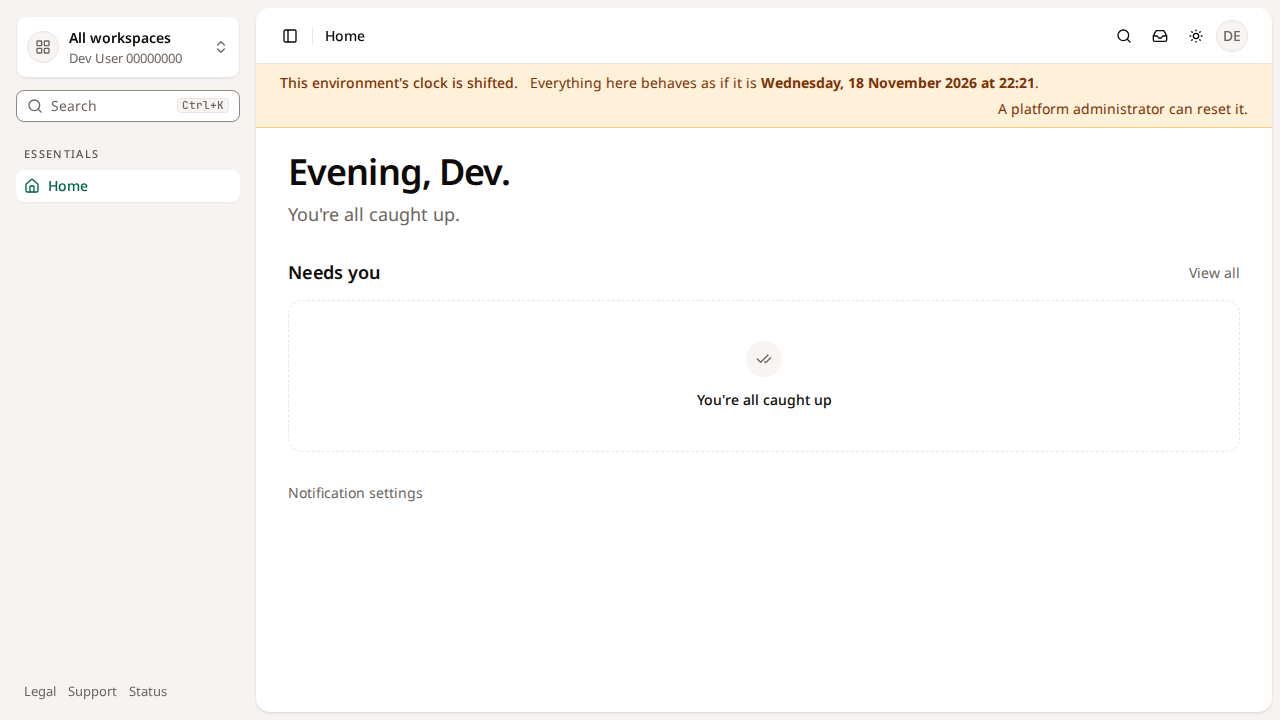 All workspaces
Dev User 00000000
Search
Ctrl+K
ESSENTIALS
Home
Legal Support Status
Home
DE
This environment's clock is shifted. Everything here behaves as if it is Wednesday, 18 November 2026 at 22:21.
A platform administrator can reset it.
Evening, Dev.
You're all caught up.
Needs you
View all
You're all caught up
Notification settings